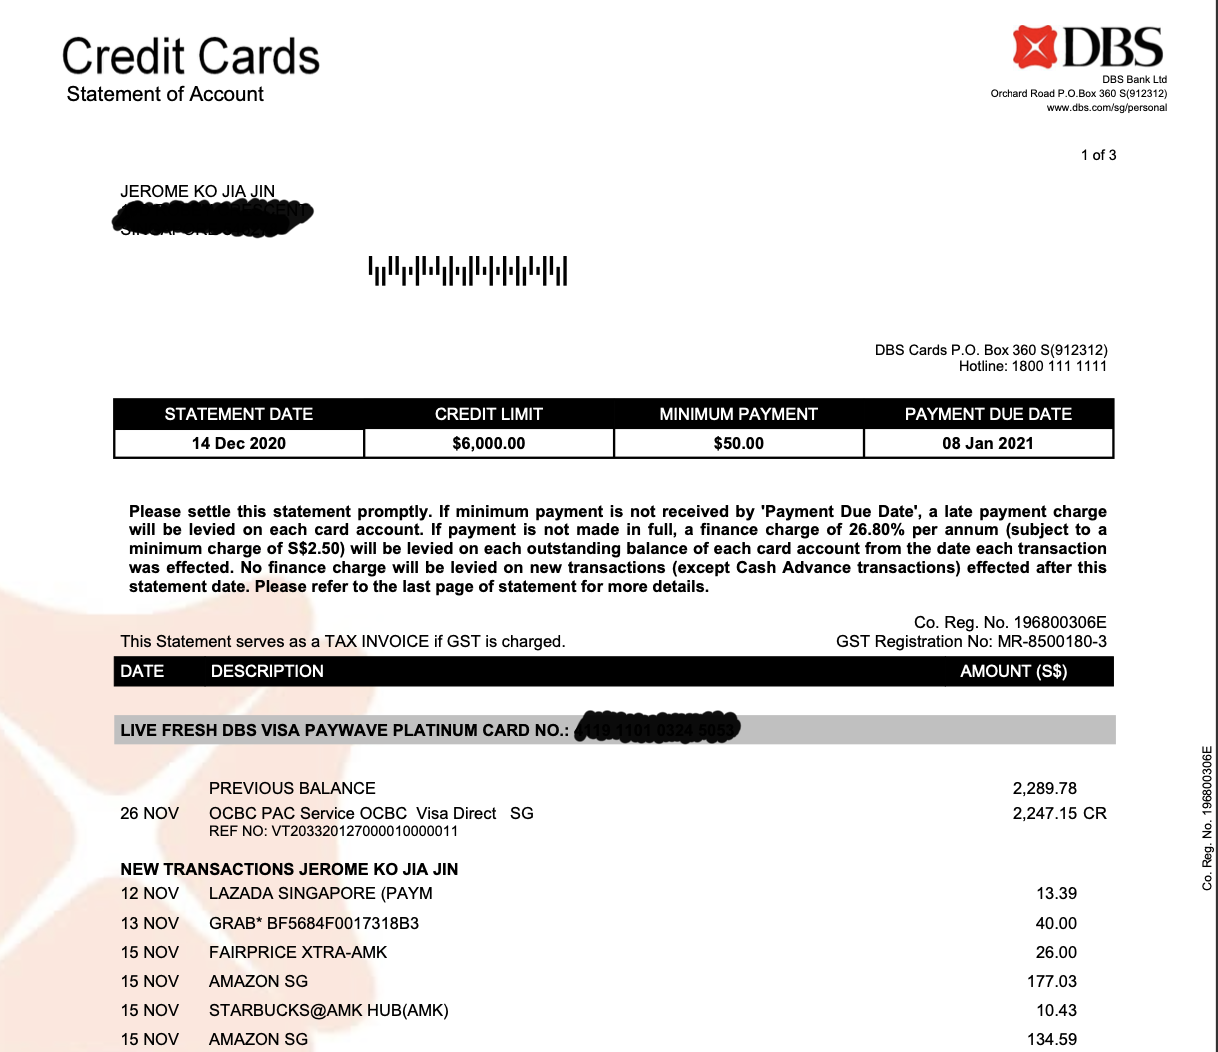 Credit Cards
Statement of Account
DBS
DBS Bank Ltd
Orchard Road P.O.Box 360 S(912312)
www.dbs.com/sg/personal
1 of 3
JEROME KO JIA JIN
DBS Cards P.O. Box 360 S(912312)
Hotline: 1800 111 1111
STATEMENT DATE CREDIT LIMIT MINIMUM PAYMENT PAYMENT DUE DATE
14 Dec 2020 $6,000.00 $50.00 08 Jan 2021
Please settle this statement promptly. If minimum payment is not received by 'Payment Due Date', a late payment charge
will be levied on each card account. If payment is not made in full, a finance charge of 26.80% per annum (subject to a
minimum charge of S$2.50) will be levied on each outstanding balance of each card account from the date each transaction
was effected. No finance charge will be levied on new transactions (except Cash Advance transactions) effected after this
statement date. Please refer to the last page of statement for more details.
Co. Reg. No. 196800306E
This Statement serves as a TAX INVOICE if GST is charged. GST Registration No: MR-8500180-3
DATE DESCRIPTION AMOUNT (S$)
LIVE FRESH DBS VISA PAYWAVE PLATINUM CARD NO.:
PREVIOUS BALANCE 2,289.78
26 NOV OCBC PAC Service OCBC Visa Direct SG 2,247.15 CR
REF NO: VT203320127000010000011
NEW TRANSACTIONS JEROME KO JIA JIN
12 NOV LAZADA SINGAPORE (PAYM 13.39
13 NOV GRAB* BF5684F0017318B3 40.00
15 NOV FAIRPRICE XTRA-AMK 26.00
15 NOV AMAZON SG 177.03
15 NOV STARBUCKS@AMK HUB(AMK) 10.43
15 NOV AMAZON SG 134.59
Co. Reg. No. 196800306E